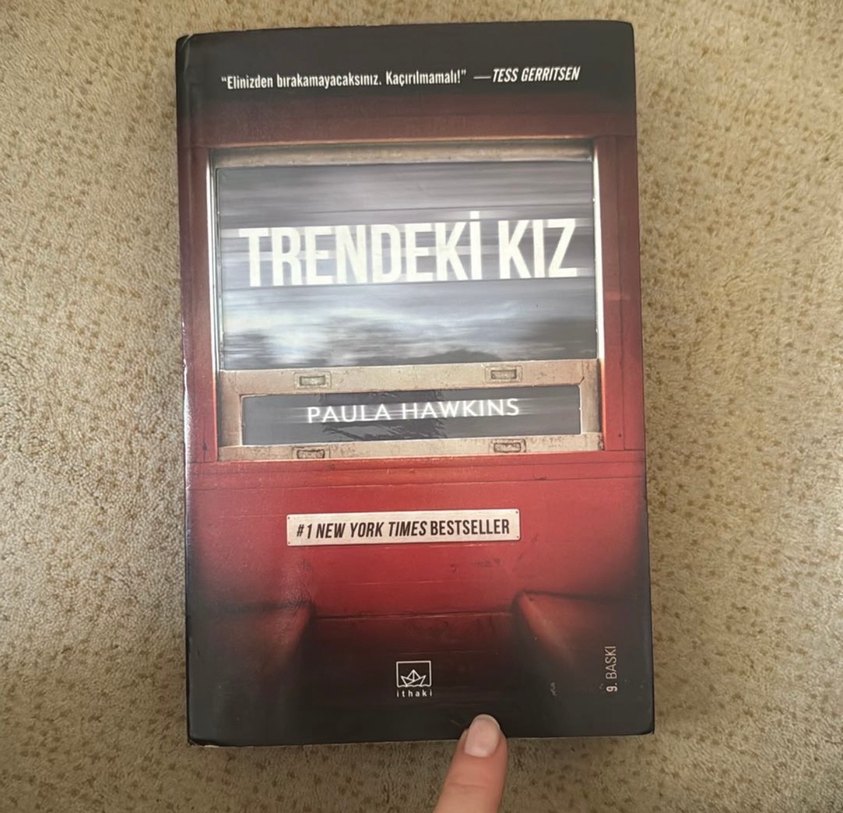 "Elinizden bırakamayacaksınız. Kaçırılmamalı!" —TESS GERRITSEN
TRENDEKİ KIZ
PAULA HAWKINS
#1 NEW YORK TIMES BESTSELLER
ithaki
9. BASKI